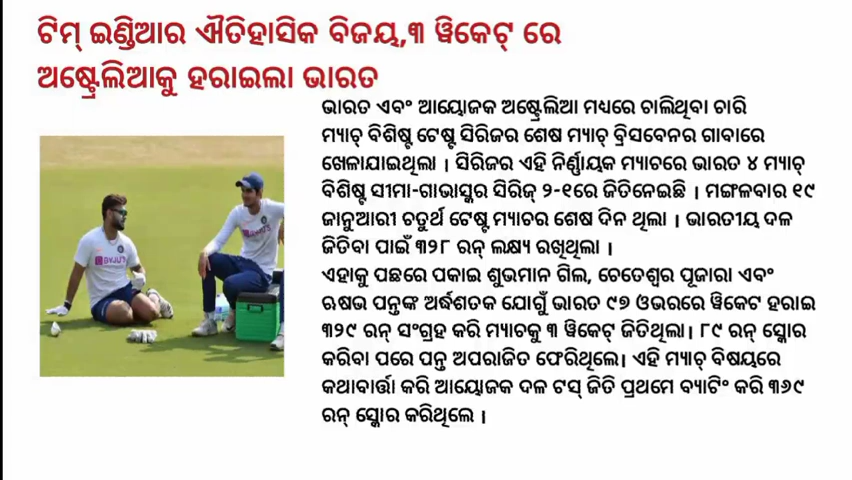 ଟିମ୍ ଇଣ୍ଡିଆର ଐତିହାସିକ ବିଜୟ,୩ ୱିକେଟ୍ ରେ
ଅଷ୍ଟ୍ରେଲିଆକୁ ହରାଇଲା ଭାରତ
ଭାରତ ଏବଂ ଆୟୋଜକ ଅଷ୍ଟ୍ରେଲିଆ ମଧ୍ୟରେ ଚାଲିଥିବା ଚାରି
ମ୍ୟାଚ୍ ବିଶିଷ୍ଟ ଟେଷ୍ଟ ସିରିଜର ଶେଷ ମ୍ୟାଚ୍ ବ୍ରିସବେନର ଗାବାରେ
ଖେଳାଯାଇଥିଲା । ସିରିଜର ଏହି ନିର୍ଣ୍ଣାୟକ ମ୍ୟାଚରେ ଭାରତ ୪ ମ୍ୟାଚ୍
ବିଶିଷ୍ଟ ସୀମା-ଗାଭାସ୍କର ସିରିଜ୍ ୨-୧ରେ ଜିତିନେଇଛି । ମଙ୍ଗଳବାର ୧୯
ଜାନୁଆରୀ ଚତୁର୍ଥ ଟେଷ୍ଟ ମ୍ୟାଚର ଶେଷ ଦିନ ଥିଲା । ଭାରତୀୟ ଦଳ
ଜିତିବା ପାଇଁ ୩୨୮ ରନ୍ ଲକ୍ଷ୍ୟ ରଖିଥିଲା ।
ଏହାକୁ ପଛରେ ପକାଇ ଶୁଭମାନ ଗିଲ, ଚେତେଶ୍ୱର ପୂଜାରା ଏବଂ
ଋଷଭ ପନ୍ତଙ୍କ ଅର୍ଦ୍ଧଶତକ ଯୋଗୁଁ ଭାରତ ୯୭ ଓଭରରେ ୱିକେଟ ହରାଇ
୩୨୯ ରନ୍ ସଂଗ୍ରହ କରି ମ୍ୟାଚକୁ ୩ ୱିକେଟ୍ ଜିତିଥିଲା। ୮୯ ରନ୍ ସ୍କୋର
କରିବା ପରେ ପନ୍ତ ଅପରାଜିତ ଫେରିଥିଲେ। ଏହି ମ୍ୟାଚ୍ ବିଷୟରେ
କଥାବାର୍ତ୍ତା କରି ଆୟୋଜକ ଦଳ ଟସ୍ ଜିତି ପ୍ରଥମେ ବ୍ୟାଟିଂ କରି ୩୬୯
ରନ୍ ସ୍କୋର କରିଥିଲେ ।
BYJU'S
BYJU'S